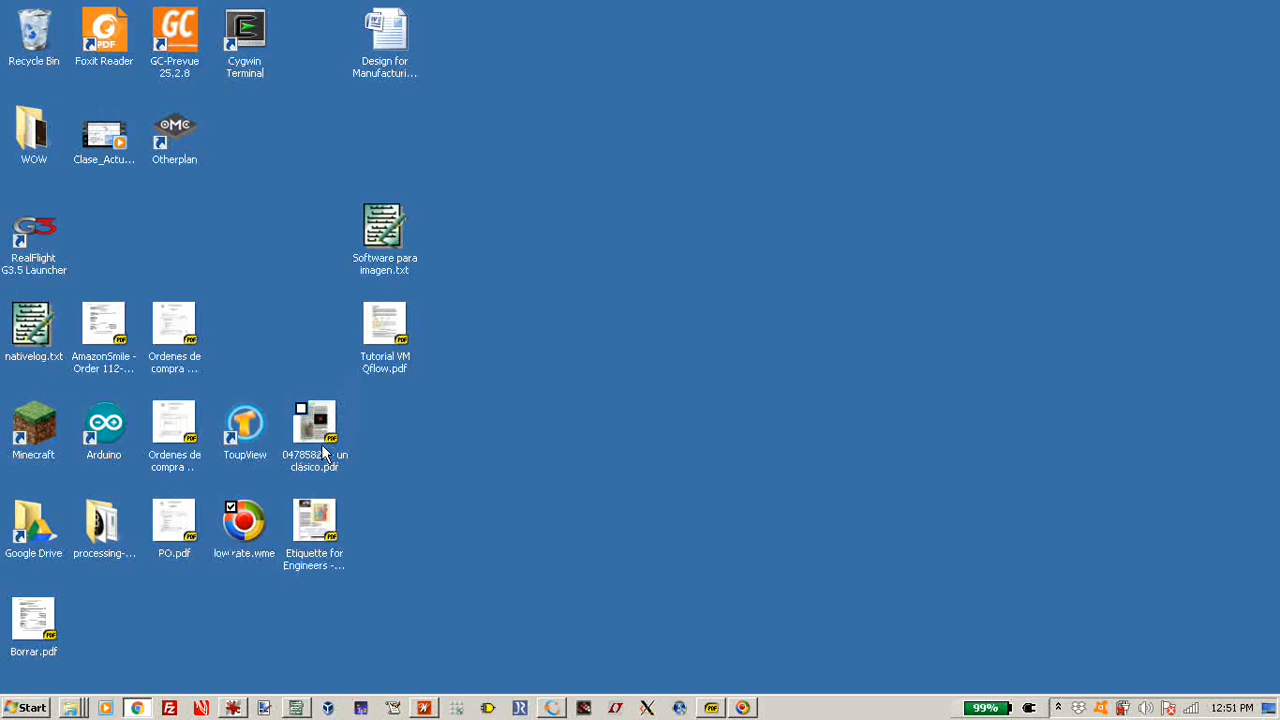 Recycle Bin
Foxit Reader
GC-Prevue
25.2.8
Cygwin
Terminal
Design for
Manufacturi...
WOW
Clase_Actu...
Otherplan
RealFlight
G3.5 Launcher
Software para
imagen.txt
nativelog.txt
AmazonSmile -
Order 112-...
Ordenes de
compra ...
Tutorial VM
Qflow.pdf
Minecraft
Arduino
Ordenes de
compra ..
ToupView
un
clásico.pdf
Google Drive
processing-...
PO.pdf
low rate.wme
Etiquette for
Engineers -...
Borrar.pdf
Start
99%
12:51 PM